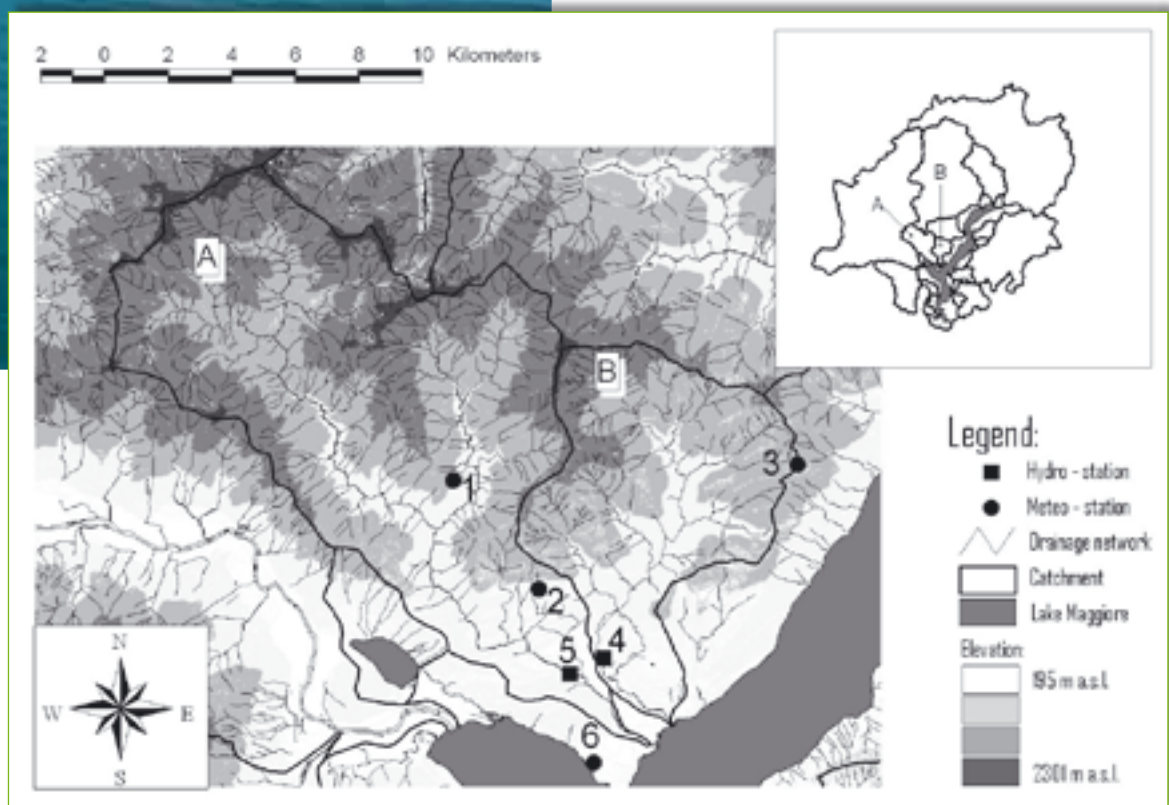 2 0 2 4 6 8 10 Kilometers
A
B
A
B
1
3
2
5
4
6
N
W E
S
Legend:
Hydro - station
Meteo - station
Drainage network
Catchment
Lake Maggiore
Elevation:
195 m a.s.l.
2301 m a.s.l.